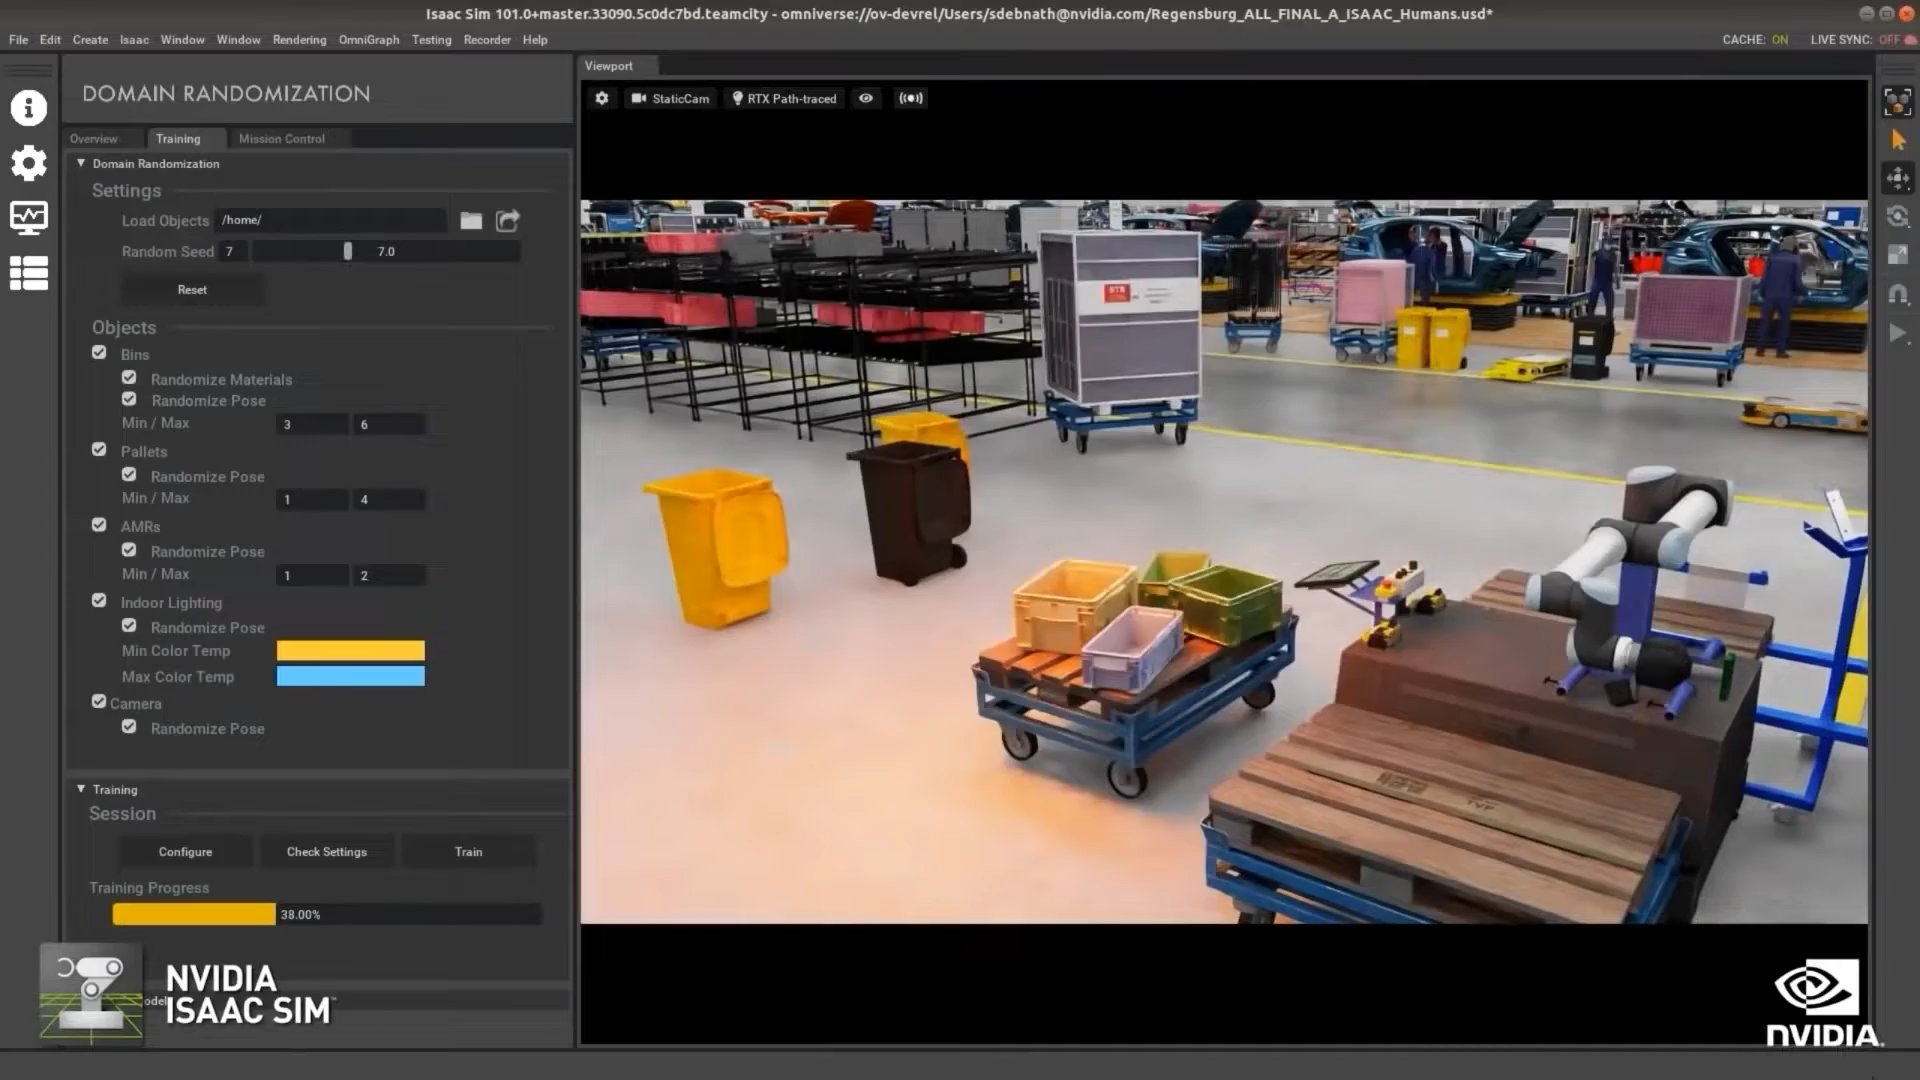 Isaac Sim 101.0+master.33090.5c0dc7bd.teamcity - omniverse://ov-devrel/Users/sdebnath@nvidia.com/Regensburg_ALL_FINAL_A_ISAAC_Humans.usd*
File Edit Create Isaac Window Window Rendering OmniGraph Testing Recorder Help
CACHE: ON LIVE SYNC: OFF
DOMAIN RANDOMIZATION
Overview Training Mission Control
Domain Randomization
Settings
Load Objects /home/
Random Seed 7 7.0
Reset
Objects
Bins
Randomize Materials
Randomize Pose
Min / Max 3 6
Pallets
Randomize Pose
Min / Max 1 4
AMRs
Randomize Pose
Min / Max 1 2
Indoor Lighting
Randomize Pose
Min Color Temp
Max Color Temp
Camera
Randomize Pose
Training
Session
Configure Check Settings Train
Training Progress
38.00%
NVIDIA
ISAAC SIM™
Viewport
StaticCam RTX Path-traced
NVIDIA.